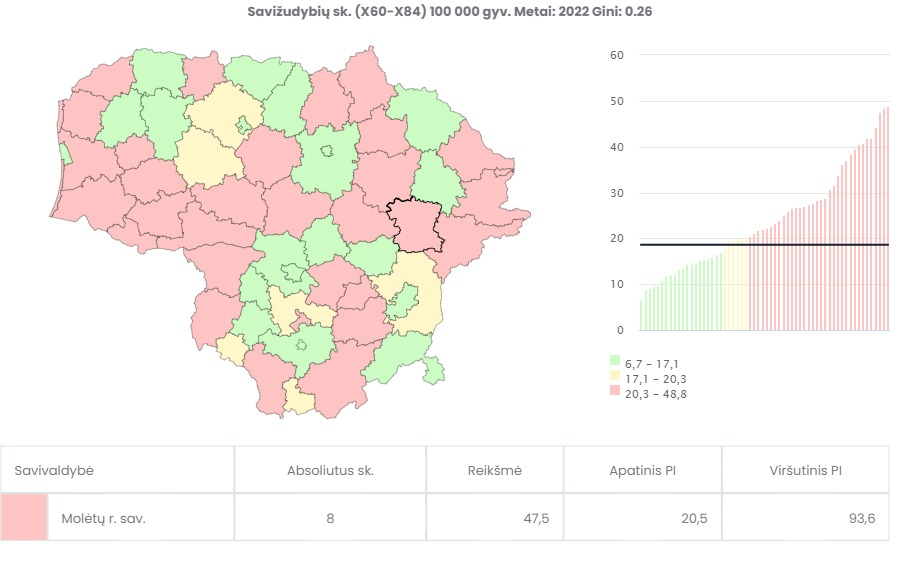 Savižudybių sk. (X60-X84) 100 000 gyv. Metai: 2022 Gini: 0.26
60
50
40
30
20
10
0
6,7 - 17,1
17,1 - 20,3
20,3 - 48,8
Savivaldybė Absoliutus sk. Reikšmė Apatinis PI Viršutinis PI
Molėtų r. sav. 8 47,5 20,5 93,6